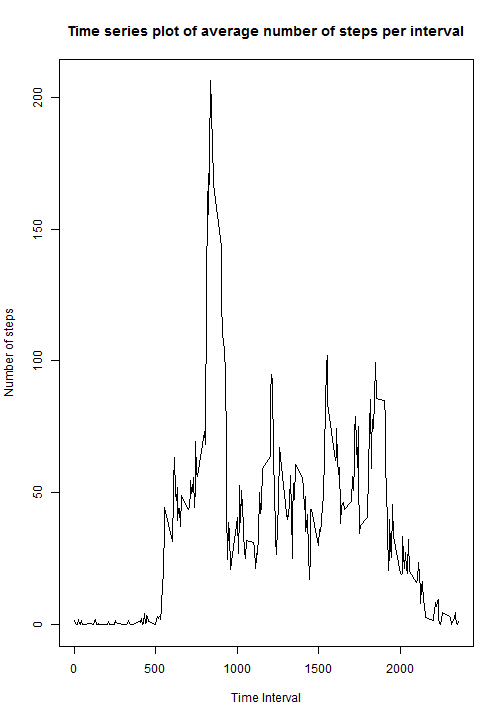 Time series plot of average number of steps per interval
Number of steps
200
150
100
50
0
0 500 1000 1500 2000
Time Interval